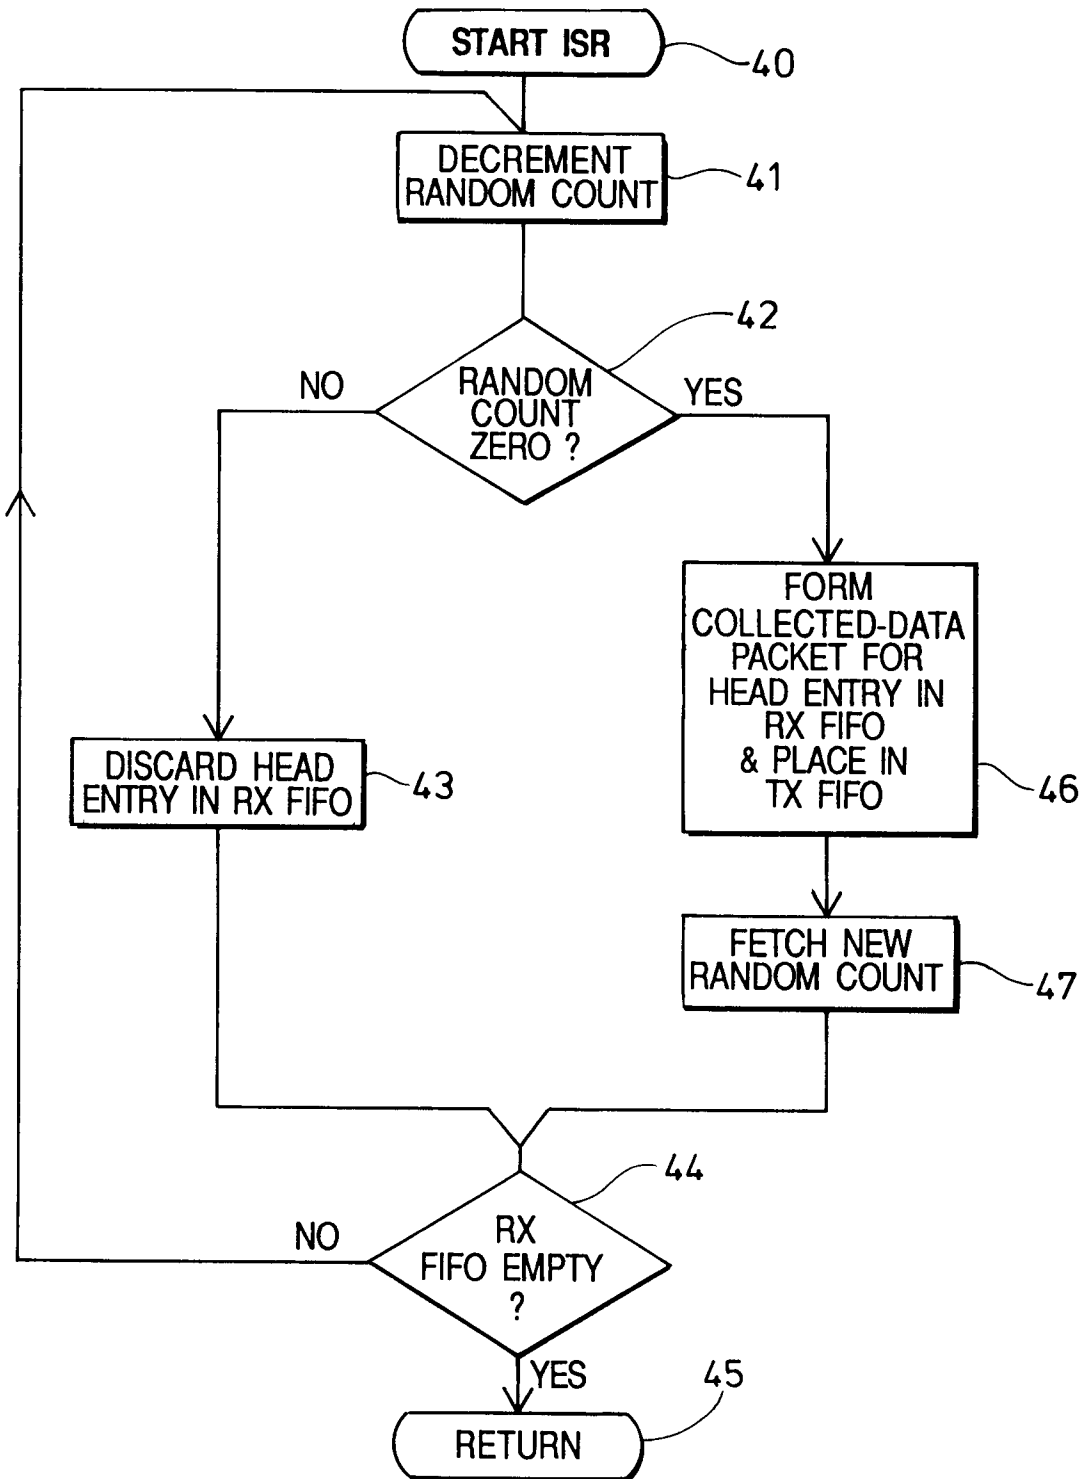 START ISR
40
DECREMENT
RANDOM COUNT
41
42
NO
RANDOM
COUNT
ZERO ?
YES
FORM
COLLECTED-DATA
PACKET FOR
HEAD ENTRY IN
RX FIFO
& PLACE IN
TX FIFO
46
DISCARD HEAD
ENTRY IN RX FIFO
43
FETCH NEW
RANDOM COUNT
47
44
NO
RX
FIFO EMPTY
?
YES
45
RETURN